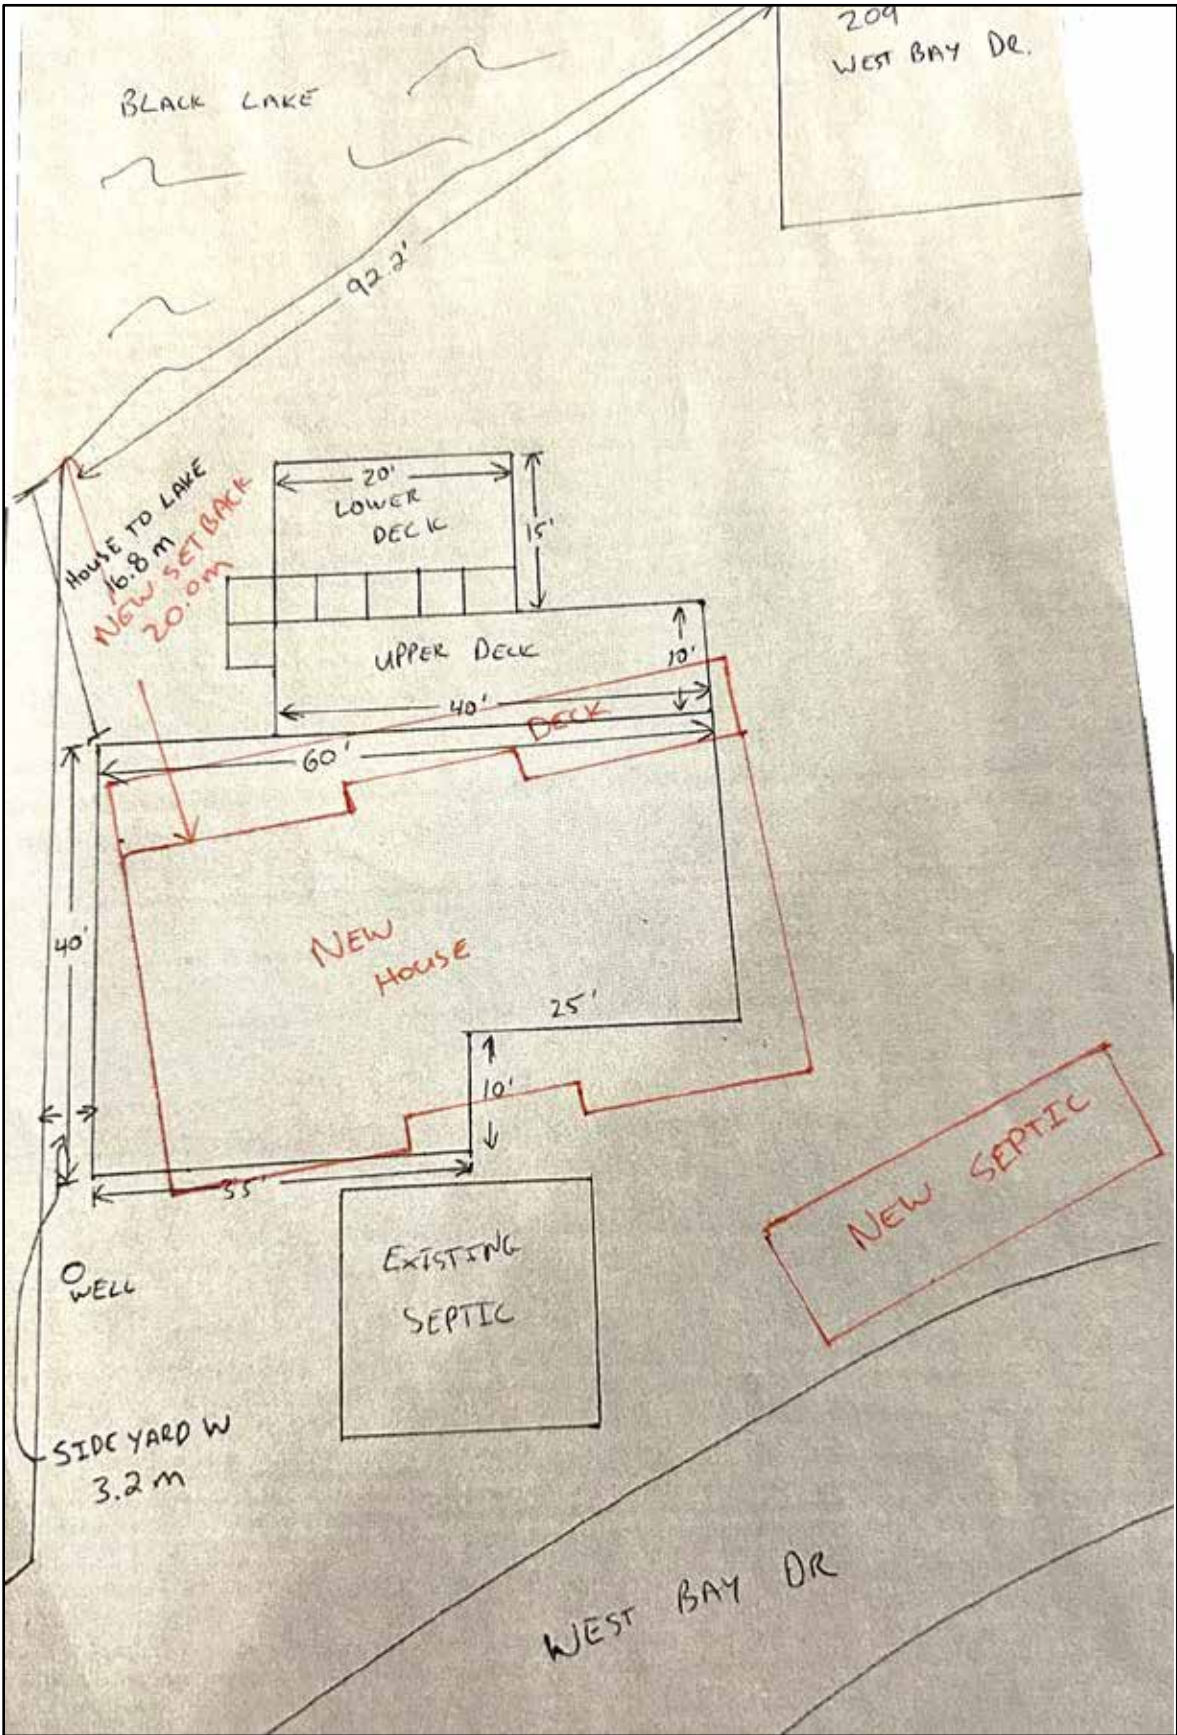 209
WEST BAY DR.
BLACK LAKE
92.2'
HOUSE TO LAKE
16.8 m
NEW SETBACK
20.0m
20'
LOWER
DECK
15'
UPPER DECK
10'
40'
DECK
60'
40'
NEW
HOUSE
25'
10'
35'
EXISTING
SEPTIC
NEW SEPTIC
WELL
SIDE YARD W
3.2 m
WEST BAY DR